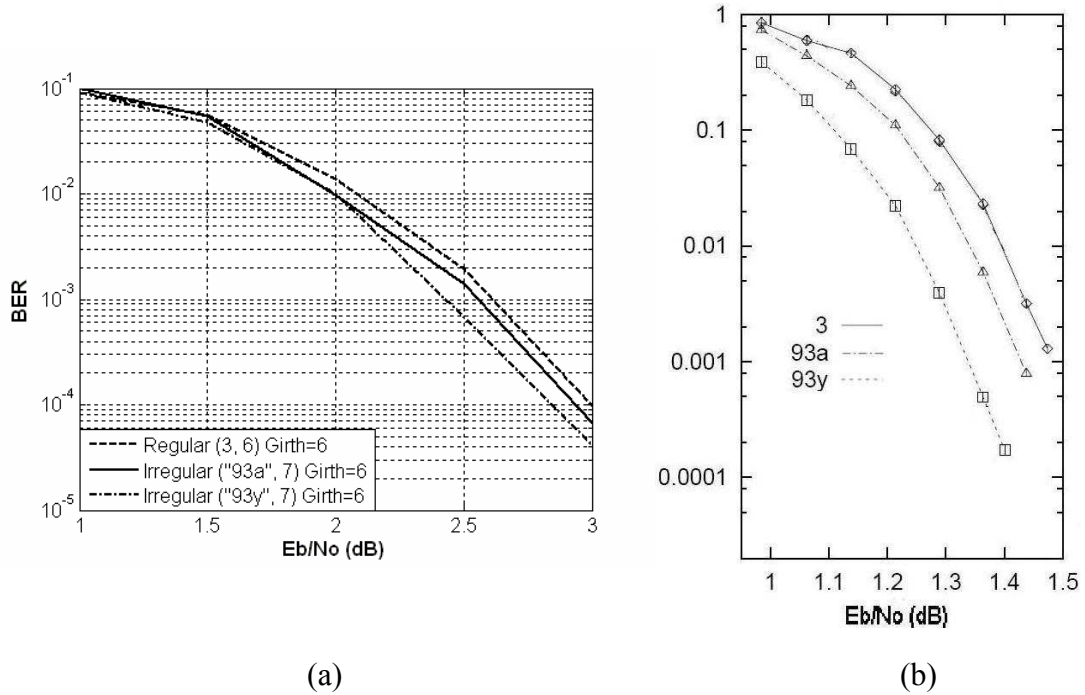 10^-1
10^-2
10^-3
10^-4
10^-5
BER
Regular (3, 6) Girth=6
Irregular ("93a", 7) Girth=6
Irregular ("93y", 7) Girth=6
1 1.5 2 2.5 3
Eb/No (dB)
(a)
1
0.1
0.01
0.001
0.0001
3
93a
93y
1 1.1 1.2 1.3 1.4 1.5
Eb/No (dB)
(b)